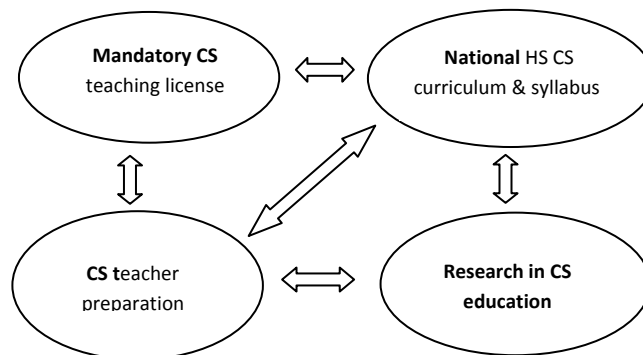 Mandatory CS
teaching license
National HS CS
curriculum & syllabus
CS teacher
preparation
Research in CS
education